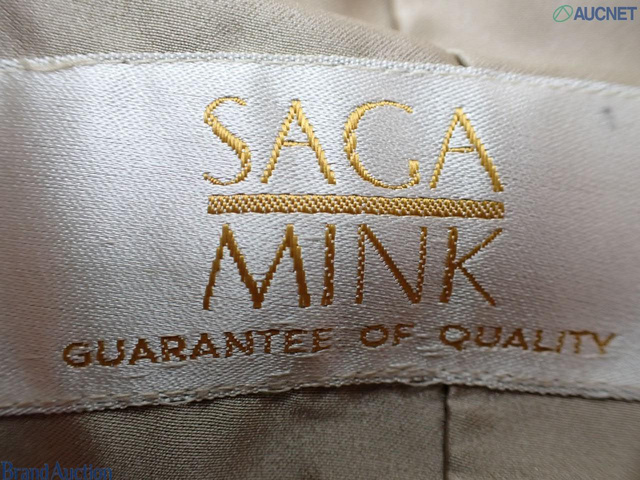 AUCNET
SAGA
MINK
GUARANTEE OF QUALITY
Brand Auction